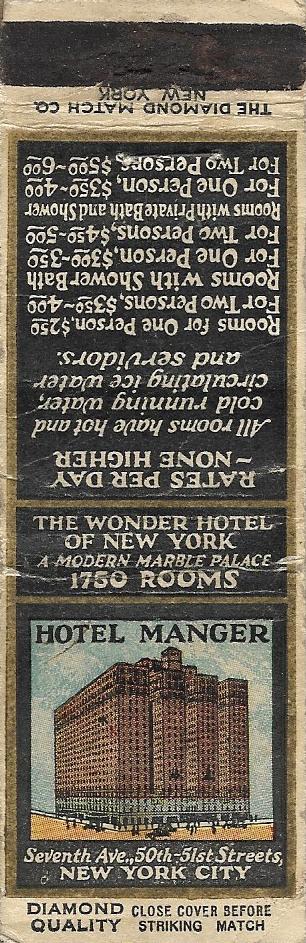 THE DIAMOND MATCH CO.
NEW YORK
RATES PER DAY
~ NONE HIGHER
All rooms have hot and
cold running water,
circulating ice water
and servidors.
Rooms for One Person, $2.50
For Two Persons, $3.50~4.00
Rooms with Shower Bath
For One Person, $3.00~3.50
For Two Persons, $4.50~5.00
Rooms with Private Bath and Shower
For One Person, $3.50~4.00
For Two Persons, $5.00~6.00
THE WONDER HOTEL
OF NEW YORK
A MODERN MARBLE PALACE
1750 ROOMS
HOTEL MANGER
Seventh Ave., 50th-51st Streets,
NEW YORK CITY
DIAMOND QUALITY
CLOSE COVER BEFORE
STRIKING MATCH